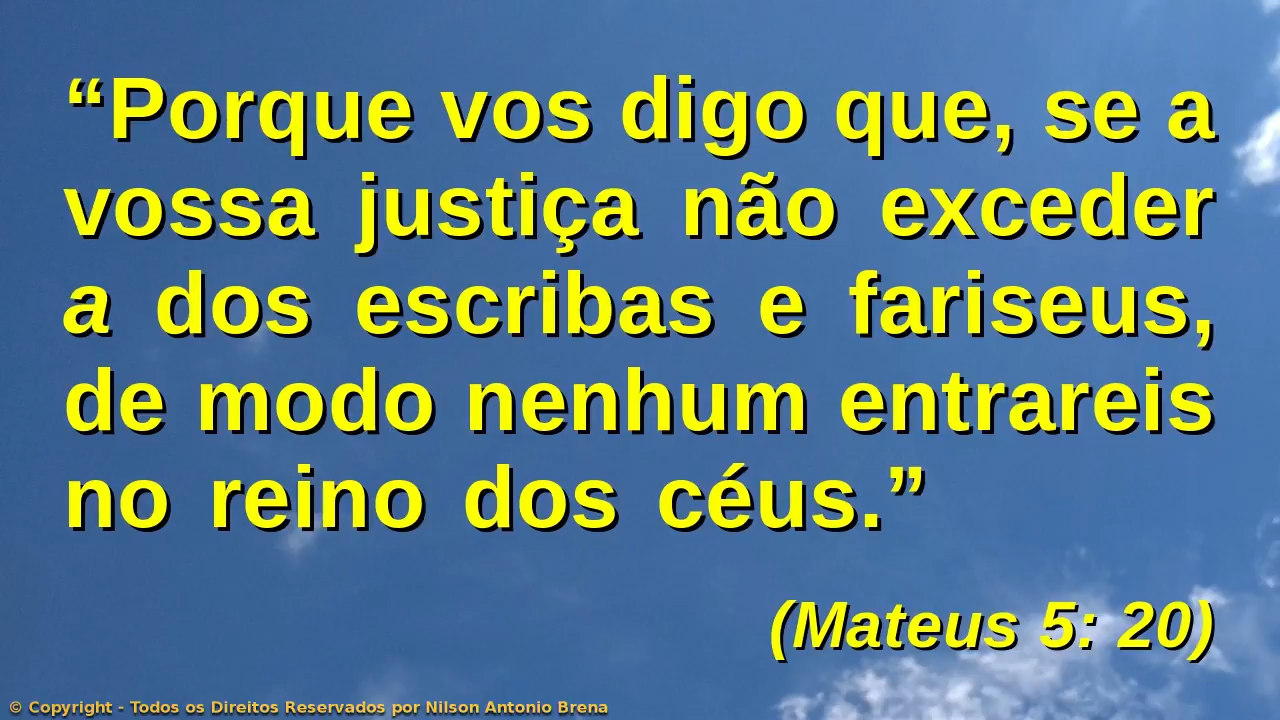 “Porque vos digo que, se a
vossa justiça não exceder
a dos escribas e fariseus,
de modo nenhum entrareis
no reino dos céus.”
(Mateus 5: 20)
© Copyright - Todos os Direitos Reservados por Nilson Antonio Brena